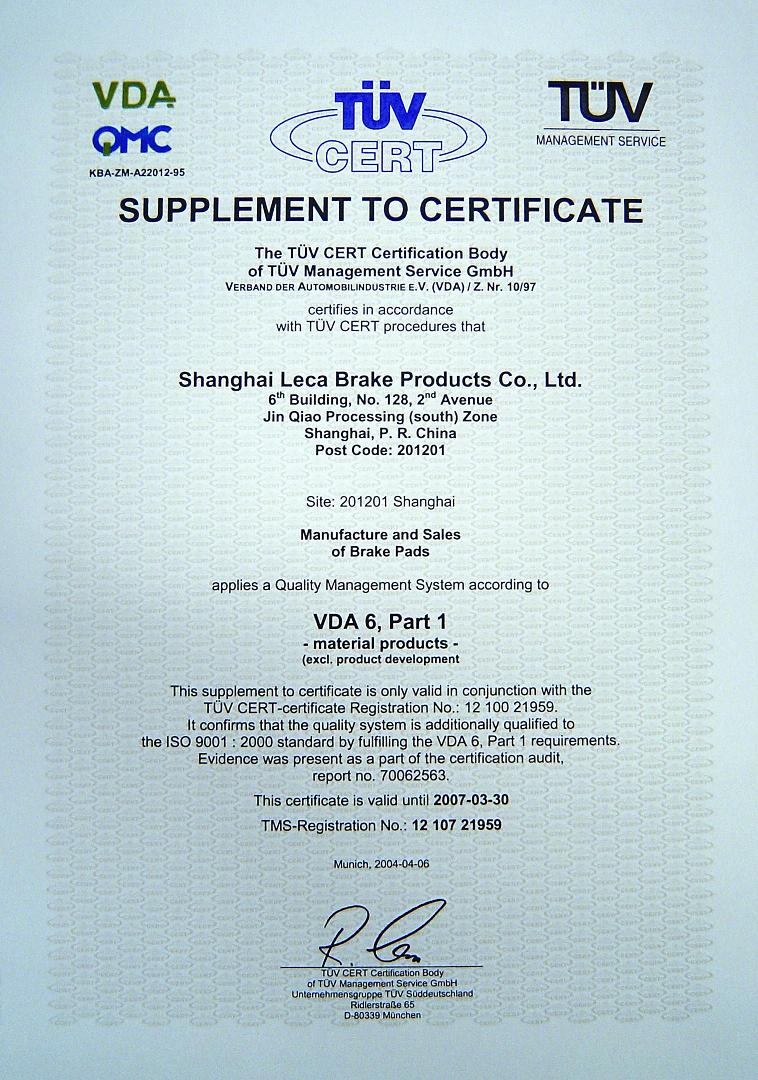 VDA
QMC
KBA-ZM-A22012-95
TÜV
CERT
TÜV
MANAGEMENT SERVICE
SUPPLEMENT TO CERTIFICATE
The TÜV CERT Certification Body
of TÜV Management Service GmbH
VERBAND DER AUTOMOBILINDUSTRIE E.V. (VDA) / Z. Nr. 10/97
certifies in accordance
with TÜV CERT procedures that
Shanghai Leca Brake Products Co., Ltd.
6th Building, No. 128, 2nd Avenue
Jin Qiao Processing (south) Zone
Shanghai, P. R. China
Post Code: 201201
Site: 201201 Shanghai
Manufacture and Sales
of Brake Pads
applies a Quality Management System according to
VDA 6, Part 1
- material products -
(excl. product development
This supplement to certificate is only valid in conjunction with the
TÜV CERT-certificate Registration No.: 12 100 21959.
It confirms that the quality system is additionally qualified to
the ISO 9001 : 2000 standard by fulfilling the VDA 6, Part 1 requirements.
Evidence was present as a part of the certification audit,
report no. 70062563.
This certificate is valid until 2007-03-30
TMS-Registration No.: 12 107 21959
Munich, 2004-04-06
TÜV CERT Certification Body
of TÜV Management Service GmbH
Unternehmensgruppe TÜV Süddeutschland
Ridlerstraße 65
D-80339 München